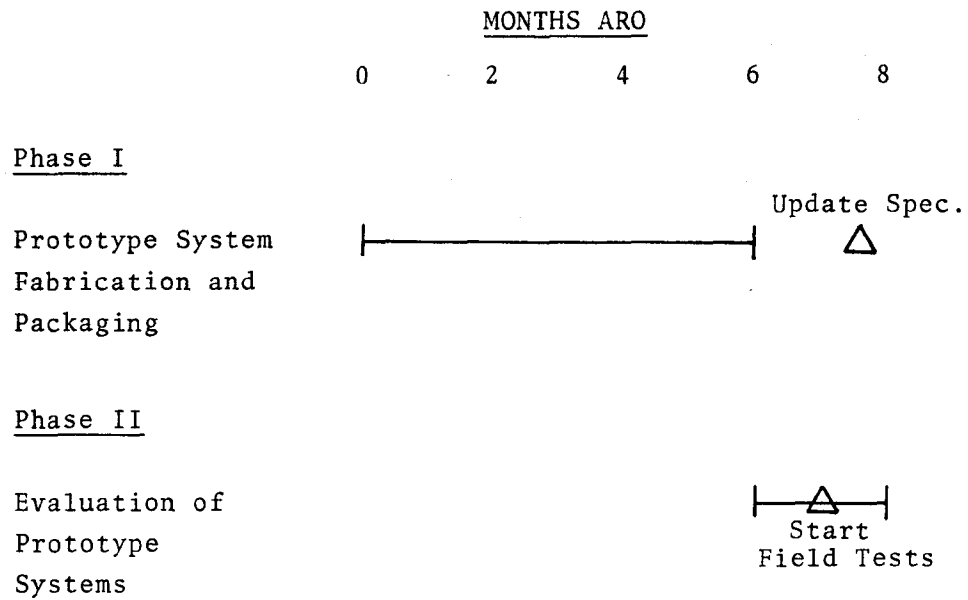 MONTHS ARO
0 2 4 6 8
Phase I
Update Spec.
Prototype System
Fabrication and
Packaging
Phase II
Evaluation of
Prototype
Systems
Start
Field Tests